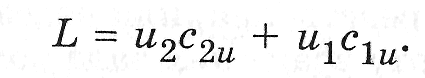 L = u₂c₂ᵤ + u₁c₁ᵤ.